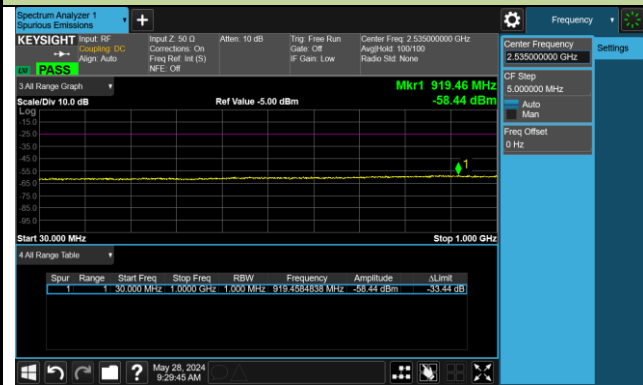 Spectrum Analyzer 1
Spurious Emissions
Frequency
KEYSIGHT Input: RF Input Z: 50 Ω Atten: 10 dB Trig: Free Run Center Freq: 2.535000000 GHz
Coupling: DC Corrections: On Gate: Off Avg|Hold: 100/100
Align: Auto Freq Ref: Int (S) IF Gain: Low Radio Std: None
NFE: Off
PASS
Center Frequency
2.535000000 GHz
Settings
CF Step
5.000000 MHz
Auto
Man
Freq Offset
0 Hz
3 All Range Graph
Mkr1 919.46 MHz
Scale/Div 10.0 dB Ref Value -5.00 dBm -58.44 dBm
Log
-15.0
-25.0
-35.0
-45.0
-55.0
-65.0
-75.0
-85.0
-95.0
1
Start 30.000 MHz Stop 1.000 GHz
4 All Range Table
Spur Range Start Freq Stop Freq RBW Frequency Amplitude ΔLimit
1 1 30.000 MHz 1.0000 GHz 1.000 MHz 919.4584838 MHz -58.44 dBm -33.44 dB
? May 28, 2024
9:29:45 AM